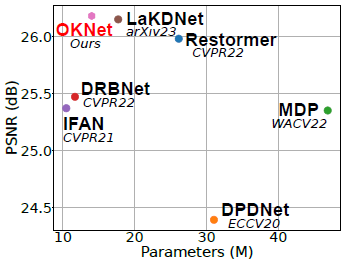 OKNet
Ours
LaKDNet
arXiv23
Restormer
CVPR22
DRBNet
CVPR22
IFAN
CVPR21
MDP
WACV22
DPDNet
ECCV20
26.0
25.5
25.0
24.5
PSNR (dB)
10 20 30 40
Parameters (M)